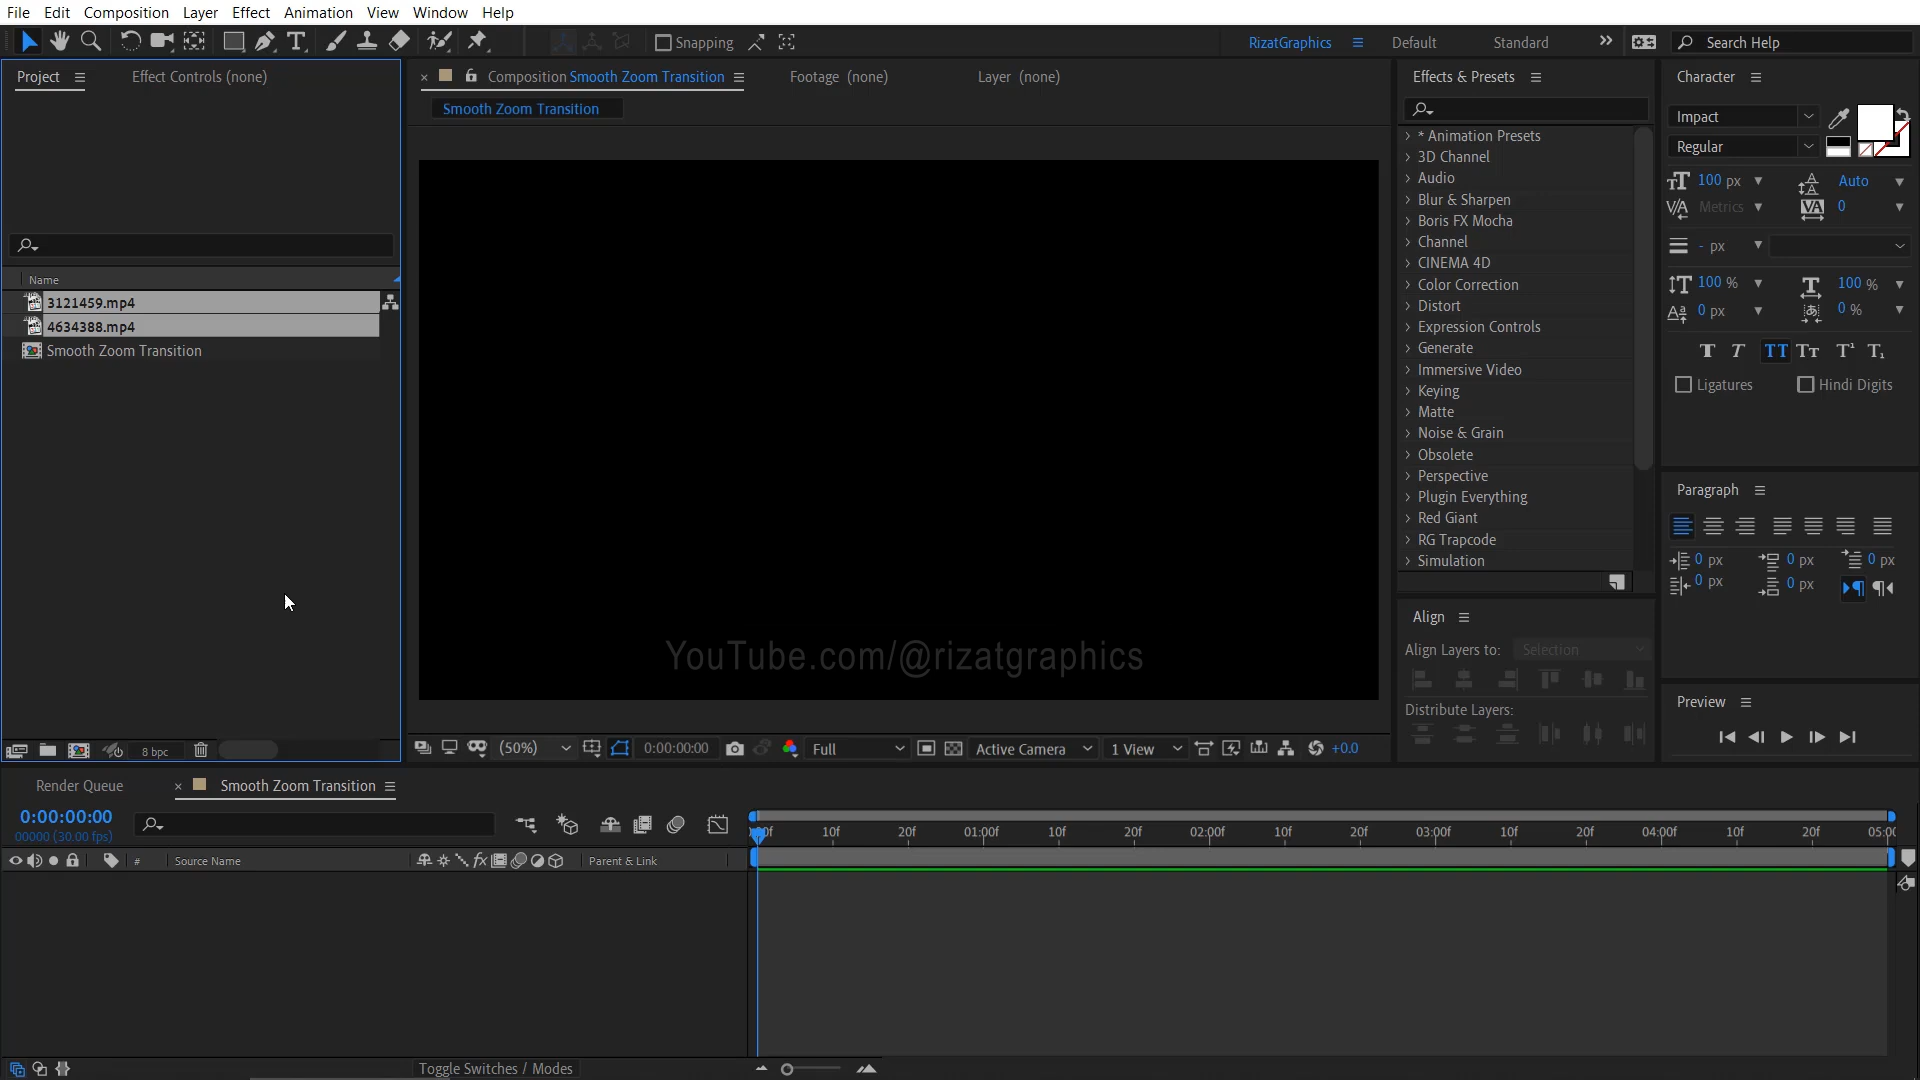 File Edit Composition Layer Effect Animation View Window Help
Snapping RizatGraphics Default Standard Search Help
Project Effect Controls (none)
Composition Smooth Zoom Transition Footage (none) Layer (none)
Smooth Zoom Transition
Name
3121459.mp4
4634388.mp4
Smooth Zoom Transition
YouTube.com/@rizatgraphics
8 bpc
(50%) 0:00:00:00 Full Active Camera 1 View +0.0
Effects & Presets
* Animation Presets
3D Channel
Audio
Blur & Sharpen
Boris FX Mocha
Channel
CINEMA 4D
Color Correction
Distort
Expression Controls
Generate
Immersive Video
Keying
Matte
Noise & Grain
Obsolete
Perspective
Plugin Everything
Red Giant
RG Trapcode
Simulation
Align
Align Layers to: Selection
Distribute Layers:
Character
Impact
Regular
100 px Auto
Metrics 0
- px
100 % 100 %
0 px 0 %
Ligatures Hindi Digits
Paragraph
0 px 0 px 0 px
0 px 0 px
Preview
Render Queue Smooth Zoom Transition
0:00:00:00
00000 (30.00 fps)
10f 20f 01:00f 10f 20f 02:00f 10f 20f 03:00f 10f 20f 04:00f 10f 20f
# Source Name Parent & Link
Toggle Switches / Modes